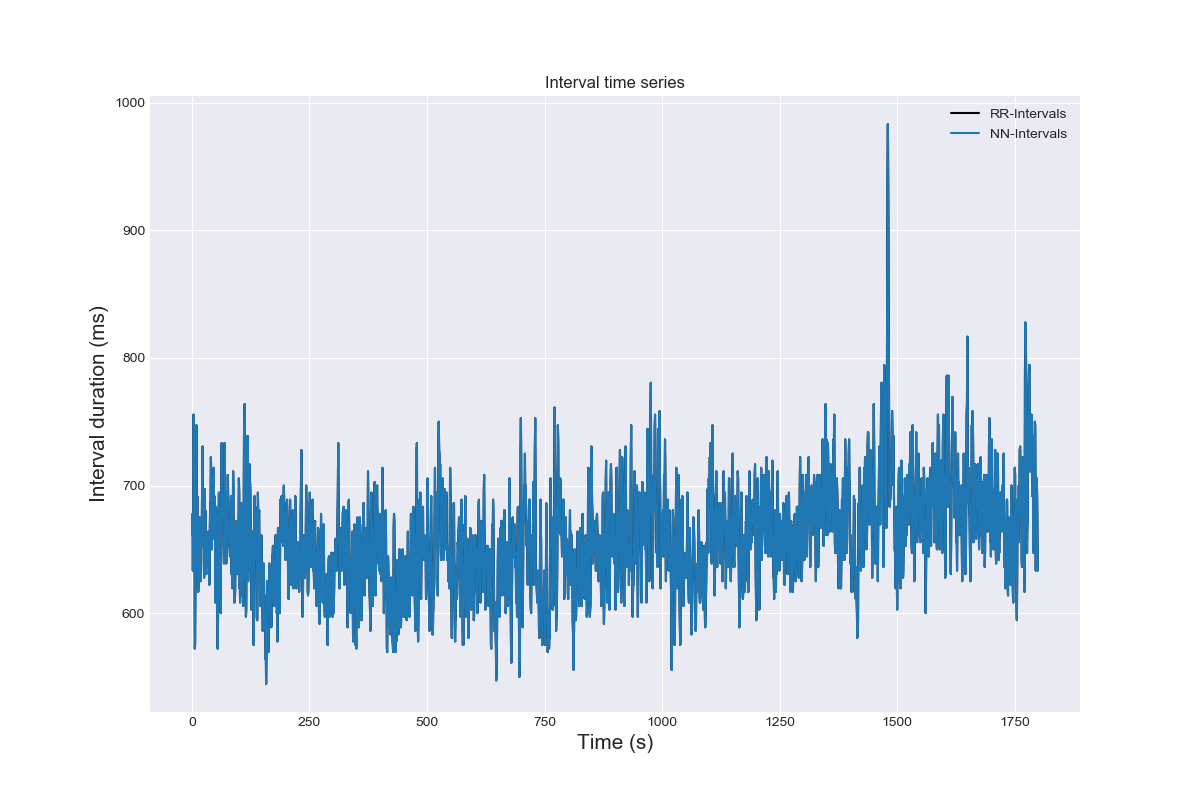 Interval time series
1000
900
800
700
600
Interval duration (ms)
RR-Intervals
NN-Intervals
0 250 500 750 1000 1250 1500 1750
Time (s)